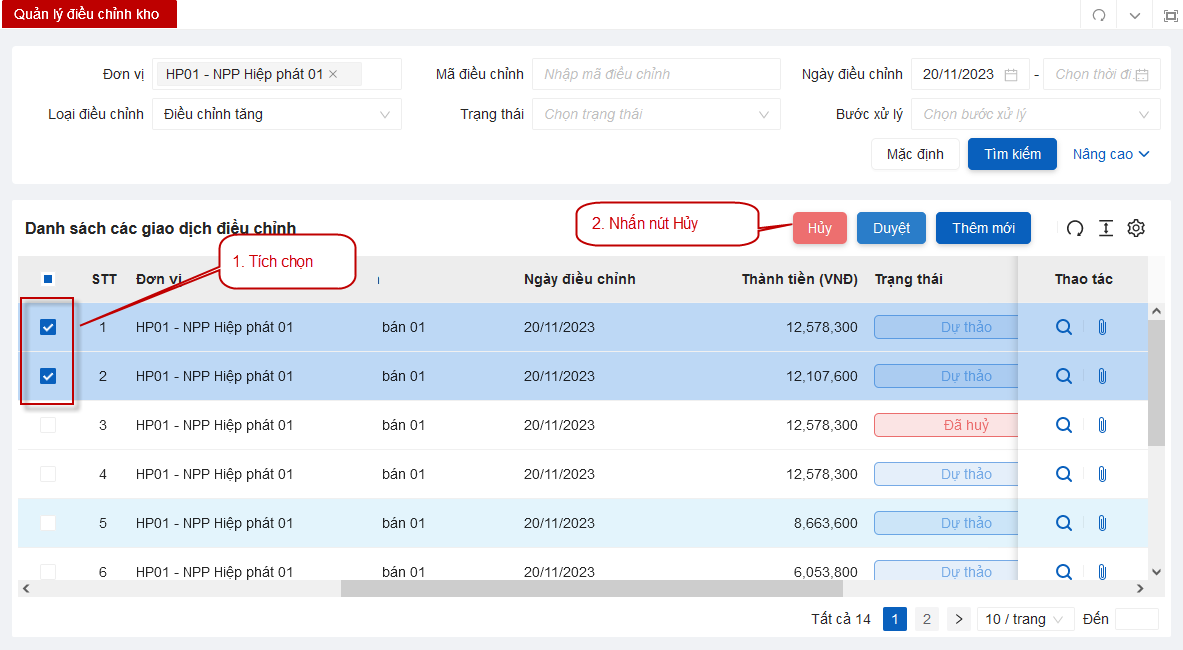 Quản lý điều chỉnh kho
Đơn vị HP01 - NPP Hiệp phát 01 Mã điều chỉnh Nhập mã điều chỉnh Ngày điều chỉnh 20/11/2023 - Chọn thời đi
Loại điều chỉnh Điều chỉnh tăng Trạng thái Chọn trạng thái Bước xử lý Chọn bước xử lý
Mặc định Tìm kiếm Nâng cao
Danh sách các giao dịch điều chỉnh 2. Nhấn nút Hủy Hủy Duyệt Thêm mới
1. Tích chọn
STT Đơn vị Ngày điều chỉnh Thành tiền (VNĐ) Trạng thái Thao tác
1 HP01 - NPP Hiệp phát 01 bán 01 20/11/2023 12,578,300 Dự thảo
2 HP01 - NPP Hiệp phát 01 bán 01 20/11/2023 12,107,600 Dự thảo
3 HP01 - NPP Hiệp phát 01 bán 01 20/11/2023 12,578,300 Đã huỷ
4 HP01 - NPP Hiệp phát 01 bán 01 20/11/2023 12,578,300 Dự thảo
5 HP01 - NPP Hiệp phát 01 bán 01 20/11/2023 8,663,600 Dự thảo
6 HP01 - NPP Hiệp phát 01 bán 01 20/11/2023 6,053,800 Dự thảo
Tất cả 14 1 2 10 / trang Đến